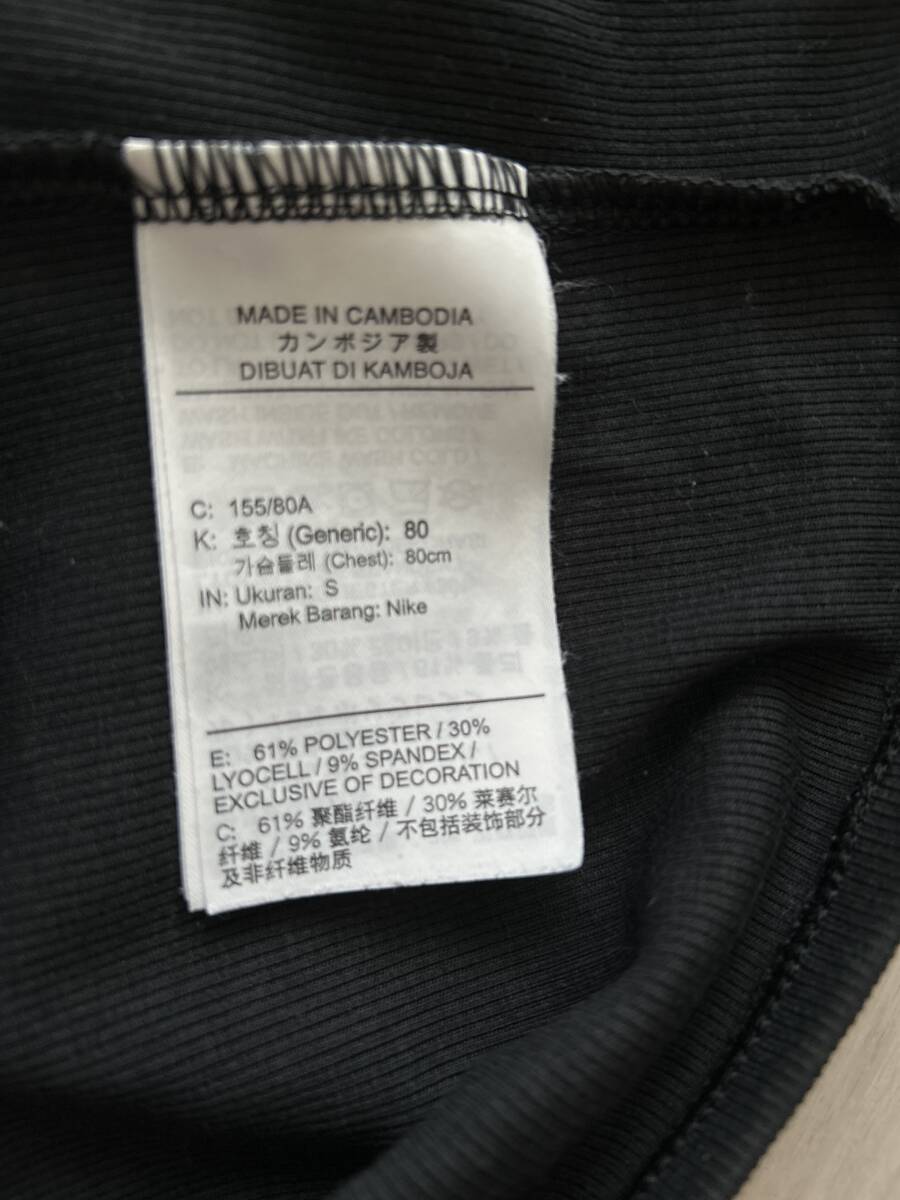 MADE IN CAMBODIA
カンボジア製
DIBUAT DI KAMBOJA
C: 155/80A
K: 호칭 (Generic): 80
가슴둘레 (Chest): 80cm
IN: Ukuran: S
Merek Barang: Nike
E: 61% POLYESTER / 30%
LYOCELL / 9% SPANDEX /
EXCLUSIVE OF DECORATION
C: 61% 聚酯纤维 / 30% 莱赛尔
纤维 / 9% 氨纶 / 不包括装饰部分
及非纤维物质